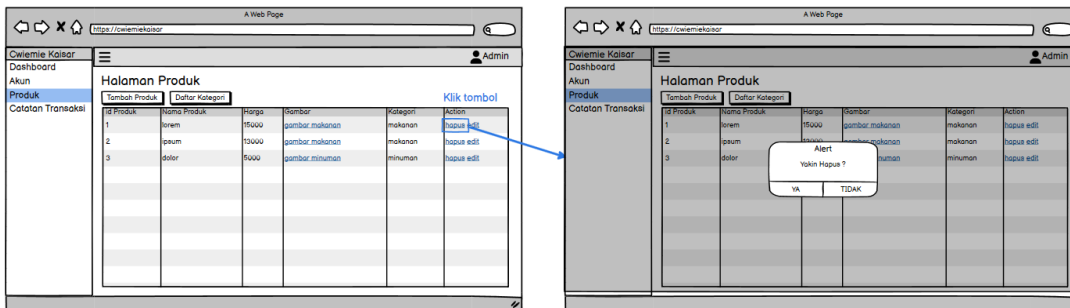 A Web Page
https://cwiemiekaisar
Cwiemie Kaisar
Admin
Dashboard
Akun
Produk
Catatan Transaksi
Halaman Produk
Tambah Produk Daftar Kategori
Klik tombol
id Produk Nama Produk Harga Gambar Kategori Action
1 lorem 15000 gambar makanan makanan hapus edit
2 ipsum 13000 gambar makanan makanan hapus edit
3 dolor 5000 gambar minuman minuman hapus edit
A Web Page
https://cwiemiekaisar
Cwiemie Kaisar
Admin
Dashboard
Akun
Produk
Catatan Transaksi
Halaman Produk
Tambah Produk Daftar Kategori
id Produk Nama Produk Harga Gambar Kategori Action
1 lorem 15000 gambar makanan makanan hapus edit
2 ipsum makanan hapus edit
3 dolor minuman hapus edit
Alert
Yakin Hapus ?
YA TIDAK